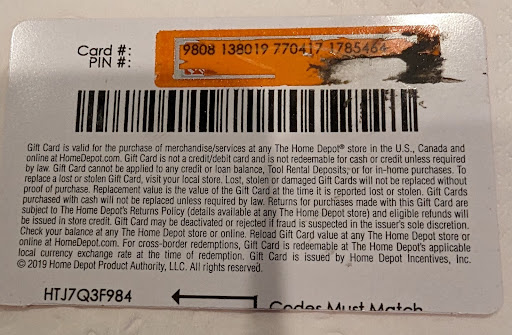 Card #: 9808 138019 770417
PIN #:
Gift Card is valid for the purchase of merchandise/services at any The Home Depot® store in the U.S., Canada and
online at HomeDepot.com. Gift Card is not a credit/debit card and is not redeemable for cash or credit unless required
by law. Gift Card cannot be applied to any credit or loan balance, Tool Rental Deposits, or for in-home purchases. To
replace a lost or stolen Gift Card, visit your local store. Lost, stolen or damaged Gift Cards will not be replaced without
proof of purchase. Replacement value is the value of the Gift Card at the time it is reported lost or stolen. Gift Cards
purchased with cash will not be replaced unless required by law. Returns for purchases made with this Gift Card are
subject to The Home Depot's Returns Policy (details available at any The Home Depot store) and eligible refunds will
be issued in store credit. Gift Card may be deactivated or rejected if fraud is suspected in the issuer's sole discretion.
Check your balance at any The Home Depot store or online. Reload Gift Card value at any The Home Depot store or
online at HomeDepot.com. For cross-border redemptions, Gift Card is redeemable at The Home Depot's applicable
local currency exchange rate at the time of redemption. Gift Card is issued by Home Depot Incentives, Inc.
© 2019 Home Depot Product Authority, LLC. All rights reserved.
HTJ7Q3F984 Codes Must Match